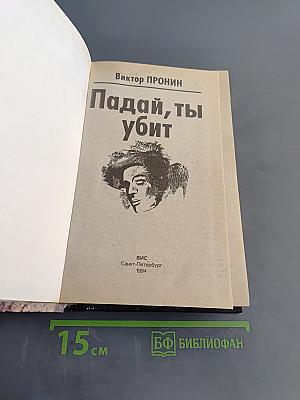 Виктор ПРОНИН
Падай, ты
убит
ВИС
Санкт-Петербург
1994
15 см
БФ БИБЛИОФАН